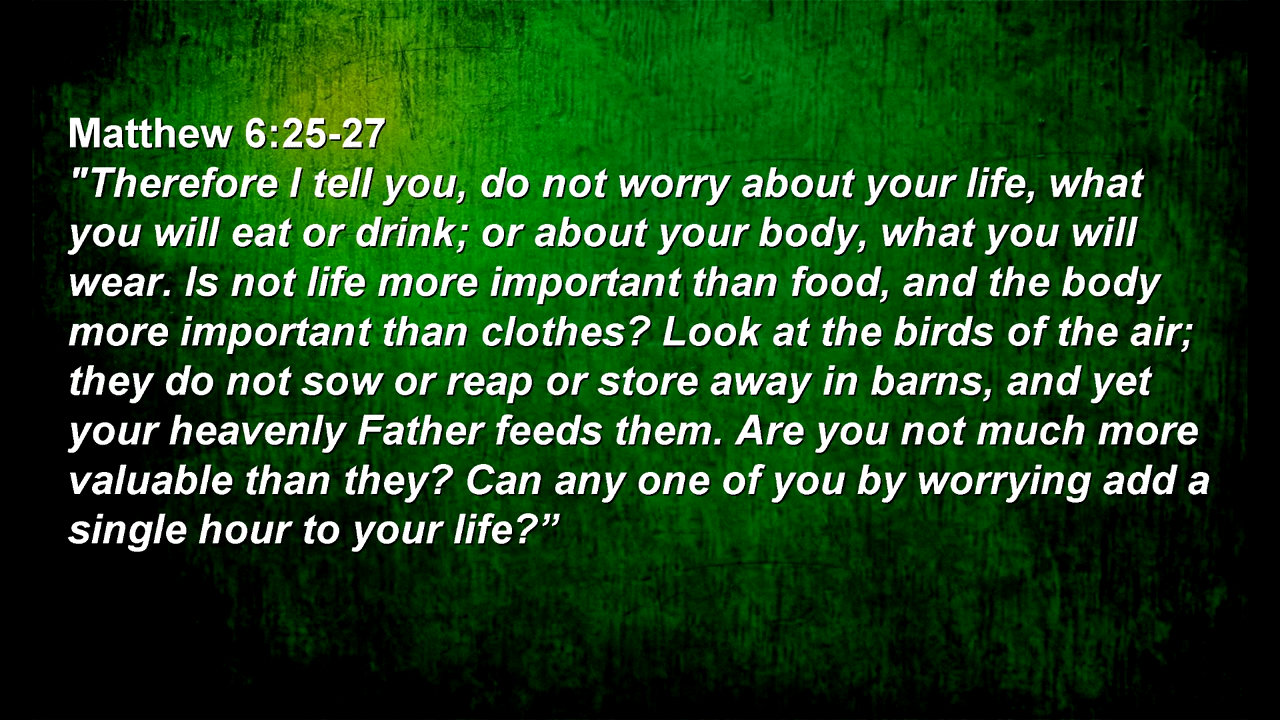 Matthew 6:25-27
"Therefore I tell you, do not worry about your life, what
you will eat or drink; or about your body, what you will
wear. Is not life more important than food, and the body
more important than clothes? Look at the birds of the air;
they do not sow or reap or store away in barns, and yet
your heavenly Father feeds them. Are you not much more
valuable than they? Can any one of you by worrying add a
single hour to your life?”